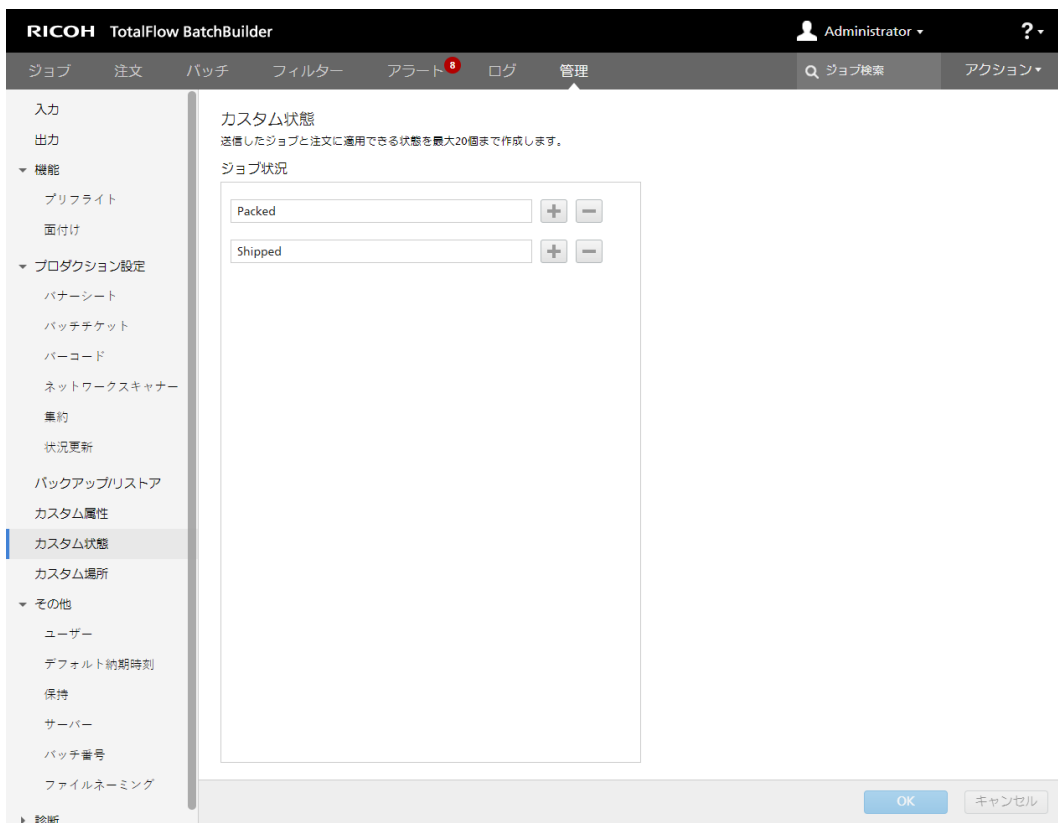 RICOH TotalFlow BatchBuilder
Administrator
?
ジョブ 注文 バッチ フィルター アラート 8 ログ 管理
ジョブ検索
アクション
入力
出力
機能
プリフライト
面付け
プロダクション設定
バナーシート
バッチチケット
バーコード
ネットワークスキャナー
集約
状況更新
バックアップ/リストア
カスタム属性
カスタム状態
カスタム場所
その他
ユーザー
デフォルト納期時刻
保持
サーバー
バッチ番号
ファイルネーミング
診断
カスタム状態
送信したジョブと注文に適用できる状態を最大20個まで作成します。
ジョブ状況
Packed
Shipped
OK
キャンセル